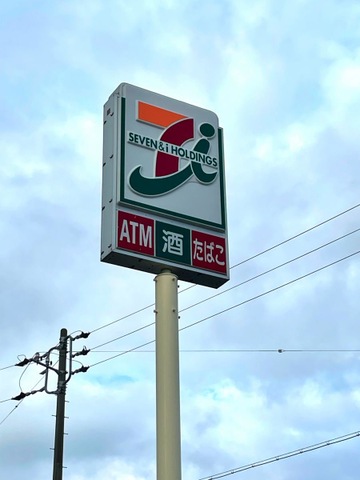 SEVEN & i HOLDINGS
ATM 酒 たばこ